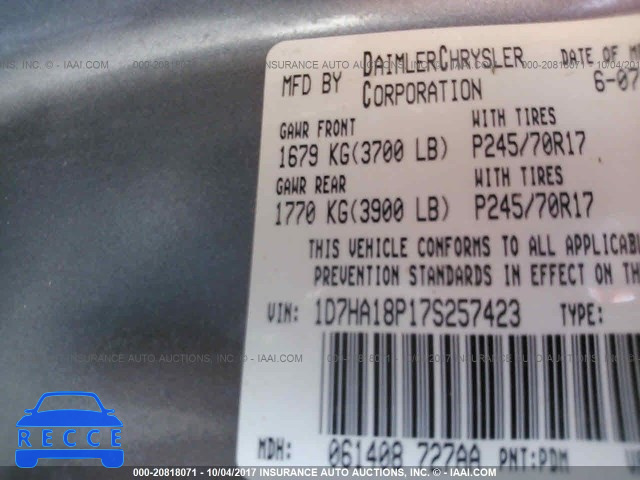 MFD BY DAIMLERCHRYSLER CORPORATION DATE OF
6-07
GAWR FRONT WITH TIRES
1679 KG(3700 LB) P245/70R17
GAWR REAR WITH TIRES
1770 KG(3900 LB) P245/70R17
THIS VEHICLE CONFORMS TO ALL APPLICAB
PREVENTION STANDARDS IN EFFECT ON TH
VIN: 1D7HA18P17S257423 TYPE:
MDH: 061408 727AA PNT:PDM
RECCE
000-20818071 - 10/04/2017 INSURANCE AUTO AUCTIONS, INC. - IAAI.COM